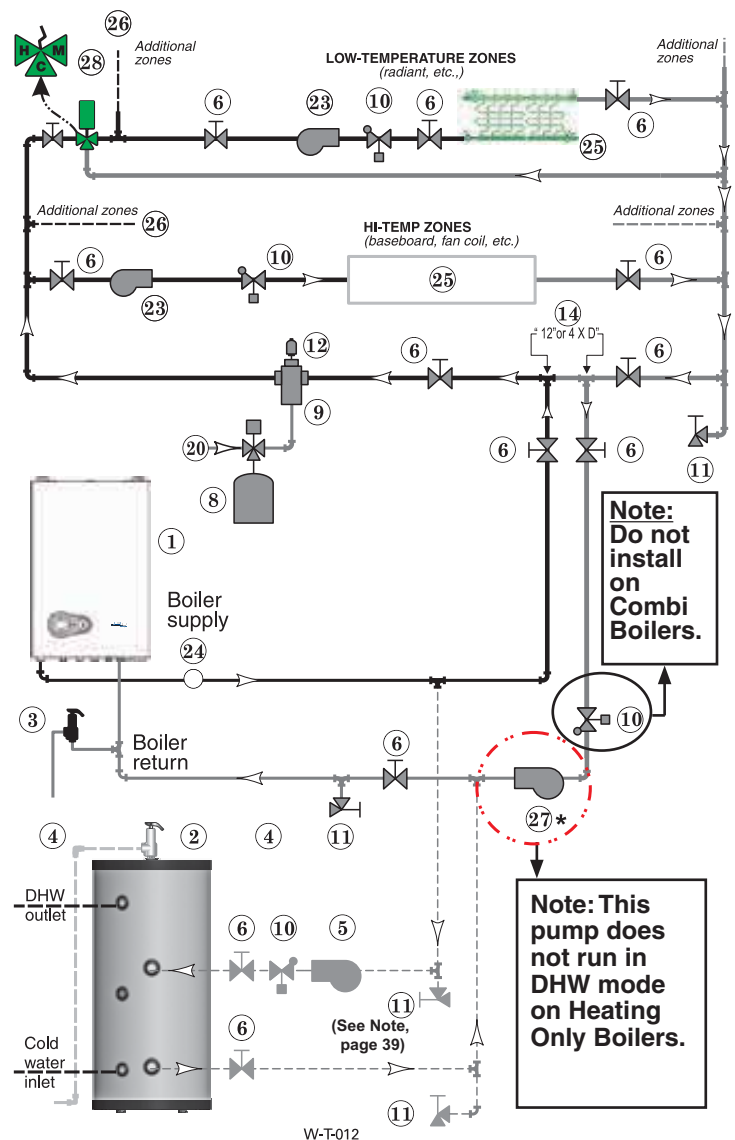 26
Additional
zones
LOW-TEMPERATURE ZONES
(radiant, etc.,)
Additional
zones
H M
C
28
6
23
10
6
6
25
Additional zones
26
HI-TEMP ZONES
(baseboard, fan coil, etc.)
Additional zones
6
23
10
25
6
14
" 12"or 4 X D"
12
6
6
9
20
8
6
6
11
1
Note:
Do not
install
on
Combi
Boilers.
Boiler
supply
24
3
Boiler
return
6
10
11
27 *
4
2
4
DHW
outlet
6
10
5
11
(See Note,
page 39)
6
Cold
water
inlet
11
Note: This
pump does
not run in
DHW mode
on Heating
Only Boilers.
W-T-012